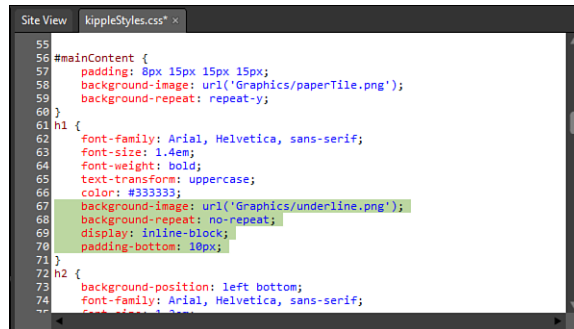 Site View kippleStyles.css* ×
55
56 #mainContent {
57 padding: 8px 15px 15px 15px;
58 background-image: url('Graphics/paperTile.png');
59 background-repeat: repeat-y;
60 }
61 h1 {
62 font-family: Arial, Helvetica, sans-serif;
63 font-size: 1.4em;
64 font-weight: bold;
65 text-transform: uppercase;
66 color: #333333;
67 background-image: url('Graphics/underline.png');
68 background-repeat: no-repeat;
69 display: inline-block;
70 padding-bottom: 10px;
71 }
72 h2 {
73 background-position: left bottom;
74 font-family: Arial, Helvetica, sans-serif;